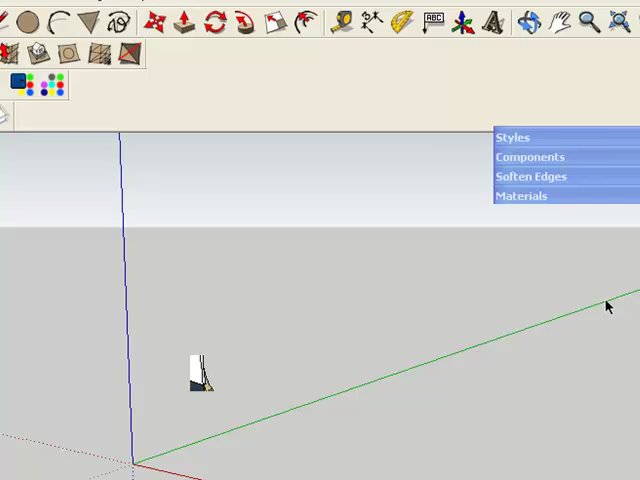 ABC
Styles
Components
Soften Edges
Materials